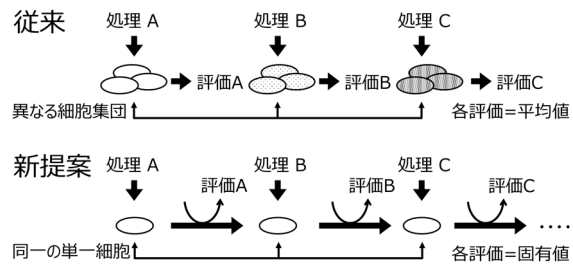 従来
処理 A 処理 B 処理 C
評価A 評価B 評価C
異なる細胞集団 各評価=平均値
新提案
処理 A 処理 B 処理 C
評価A 評価B 評価C
....
同一の単一細胞 各評価=固有値